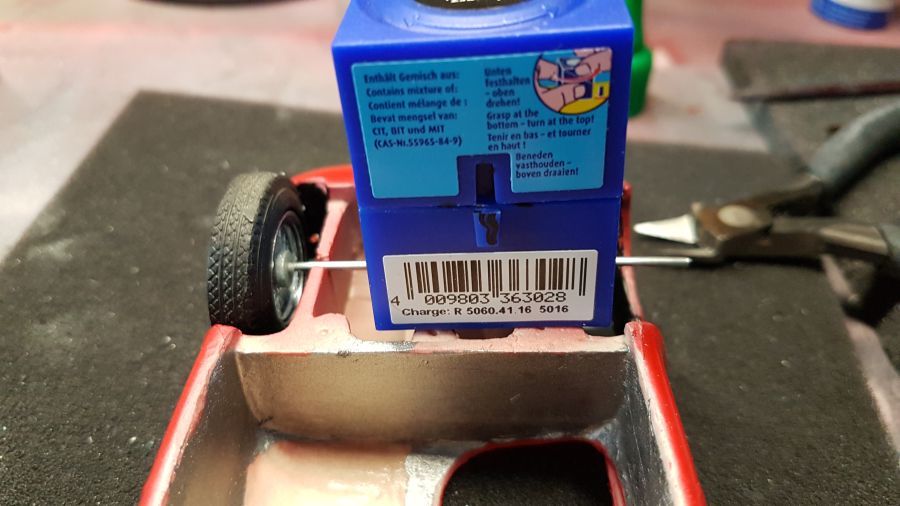 Enthält Gemisch aus:
Contains mixture of:
Contient mélange de :
Bevat mengsel van:
CIT, BIT und MIT
(CAS-Nr.55965-84-9)
Unten
festhalten
- oben
drehen!
Grasp at the
bottom - turn at the top!
Tenir en bas - et tourner
en haut !
Beneden
vasthouden -
boven draaien!
4 009803 363028
Charge: R 5060.41.16 5016